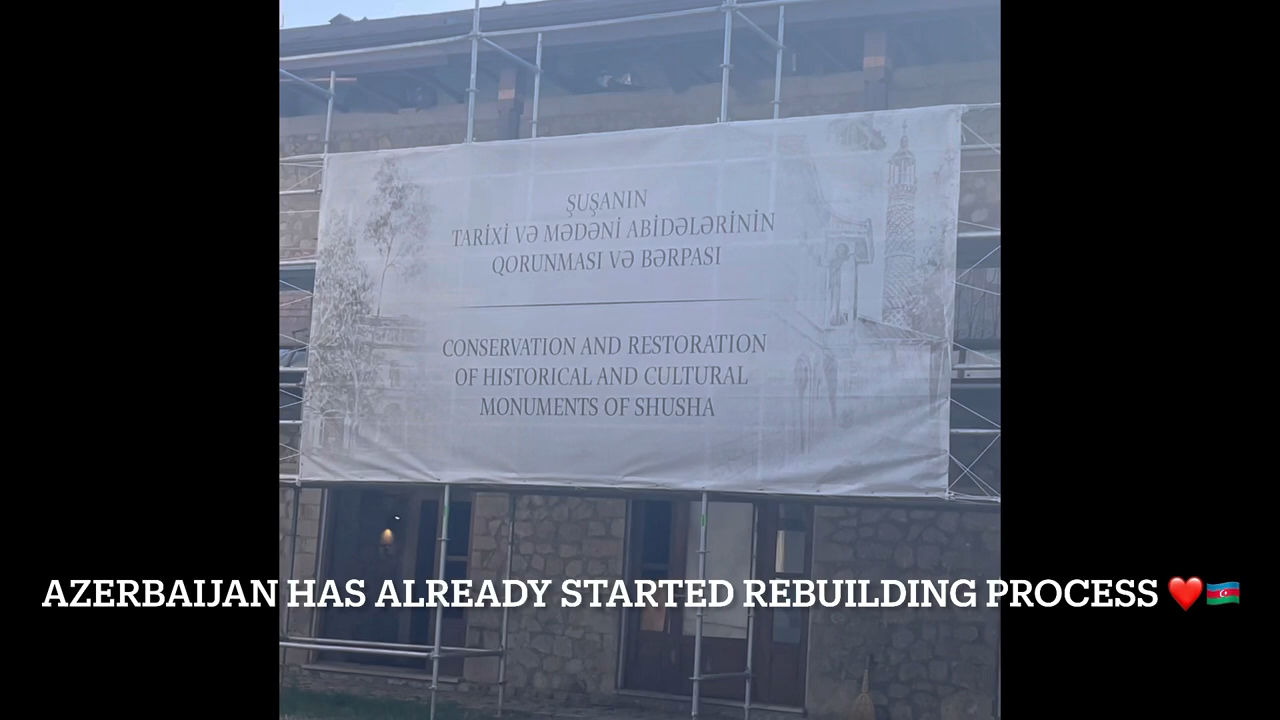 ŞUŞANIN
TARİXİ VƏ MƏDƏNİ ABİDƏLƏRİNİN
QORUNMASI VƏ BƏRPASI
CONSERVATION AND RESTORATION
OF HISTORICAL AND CULTURAL
MONUMENTS OF SHUSHA
AZERBAIJAN HAS ALREADY STARTED REBUILDING PROCESS ❤️🇦🇿